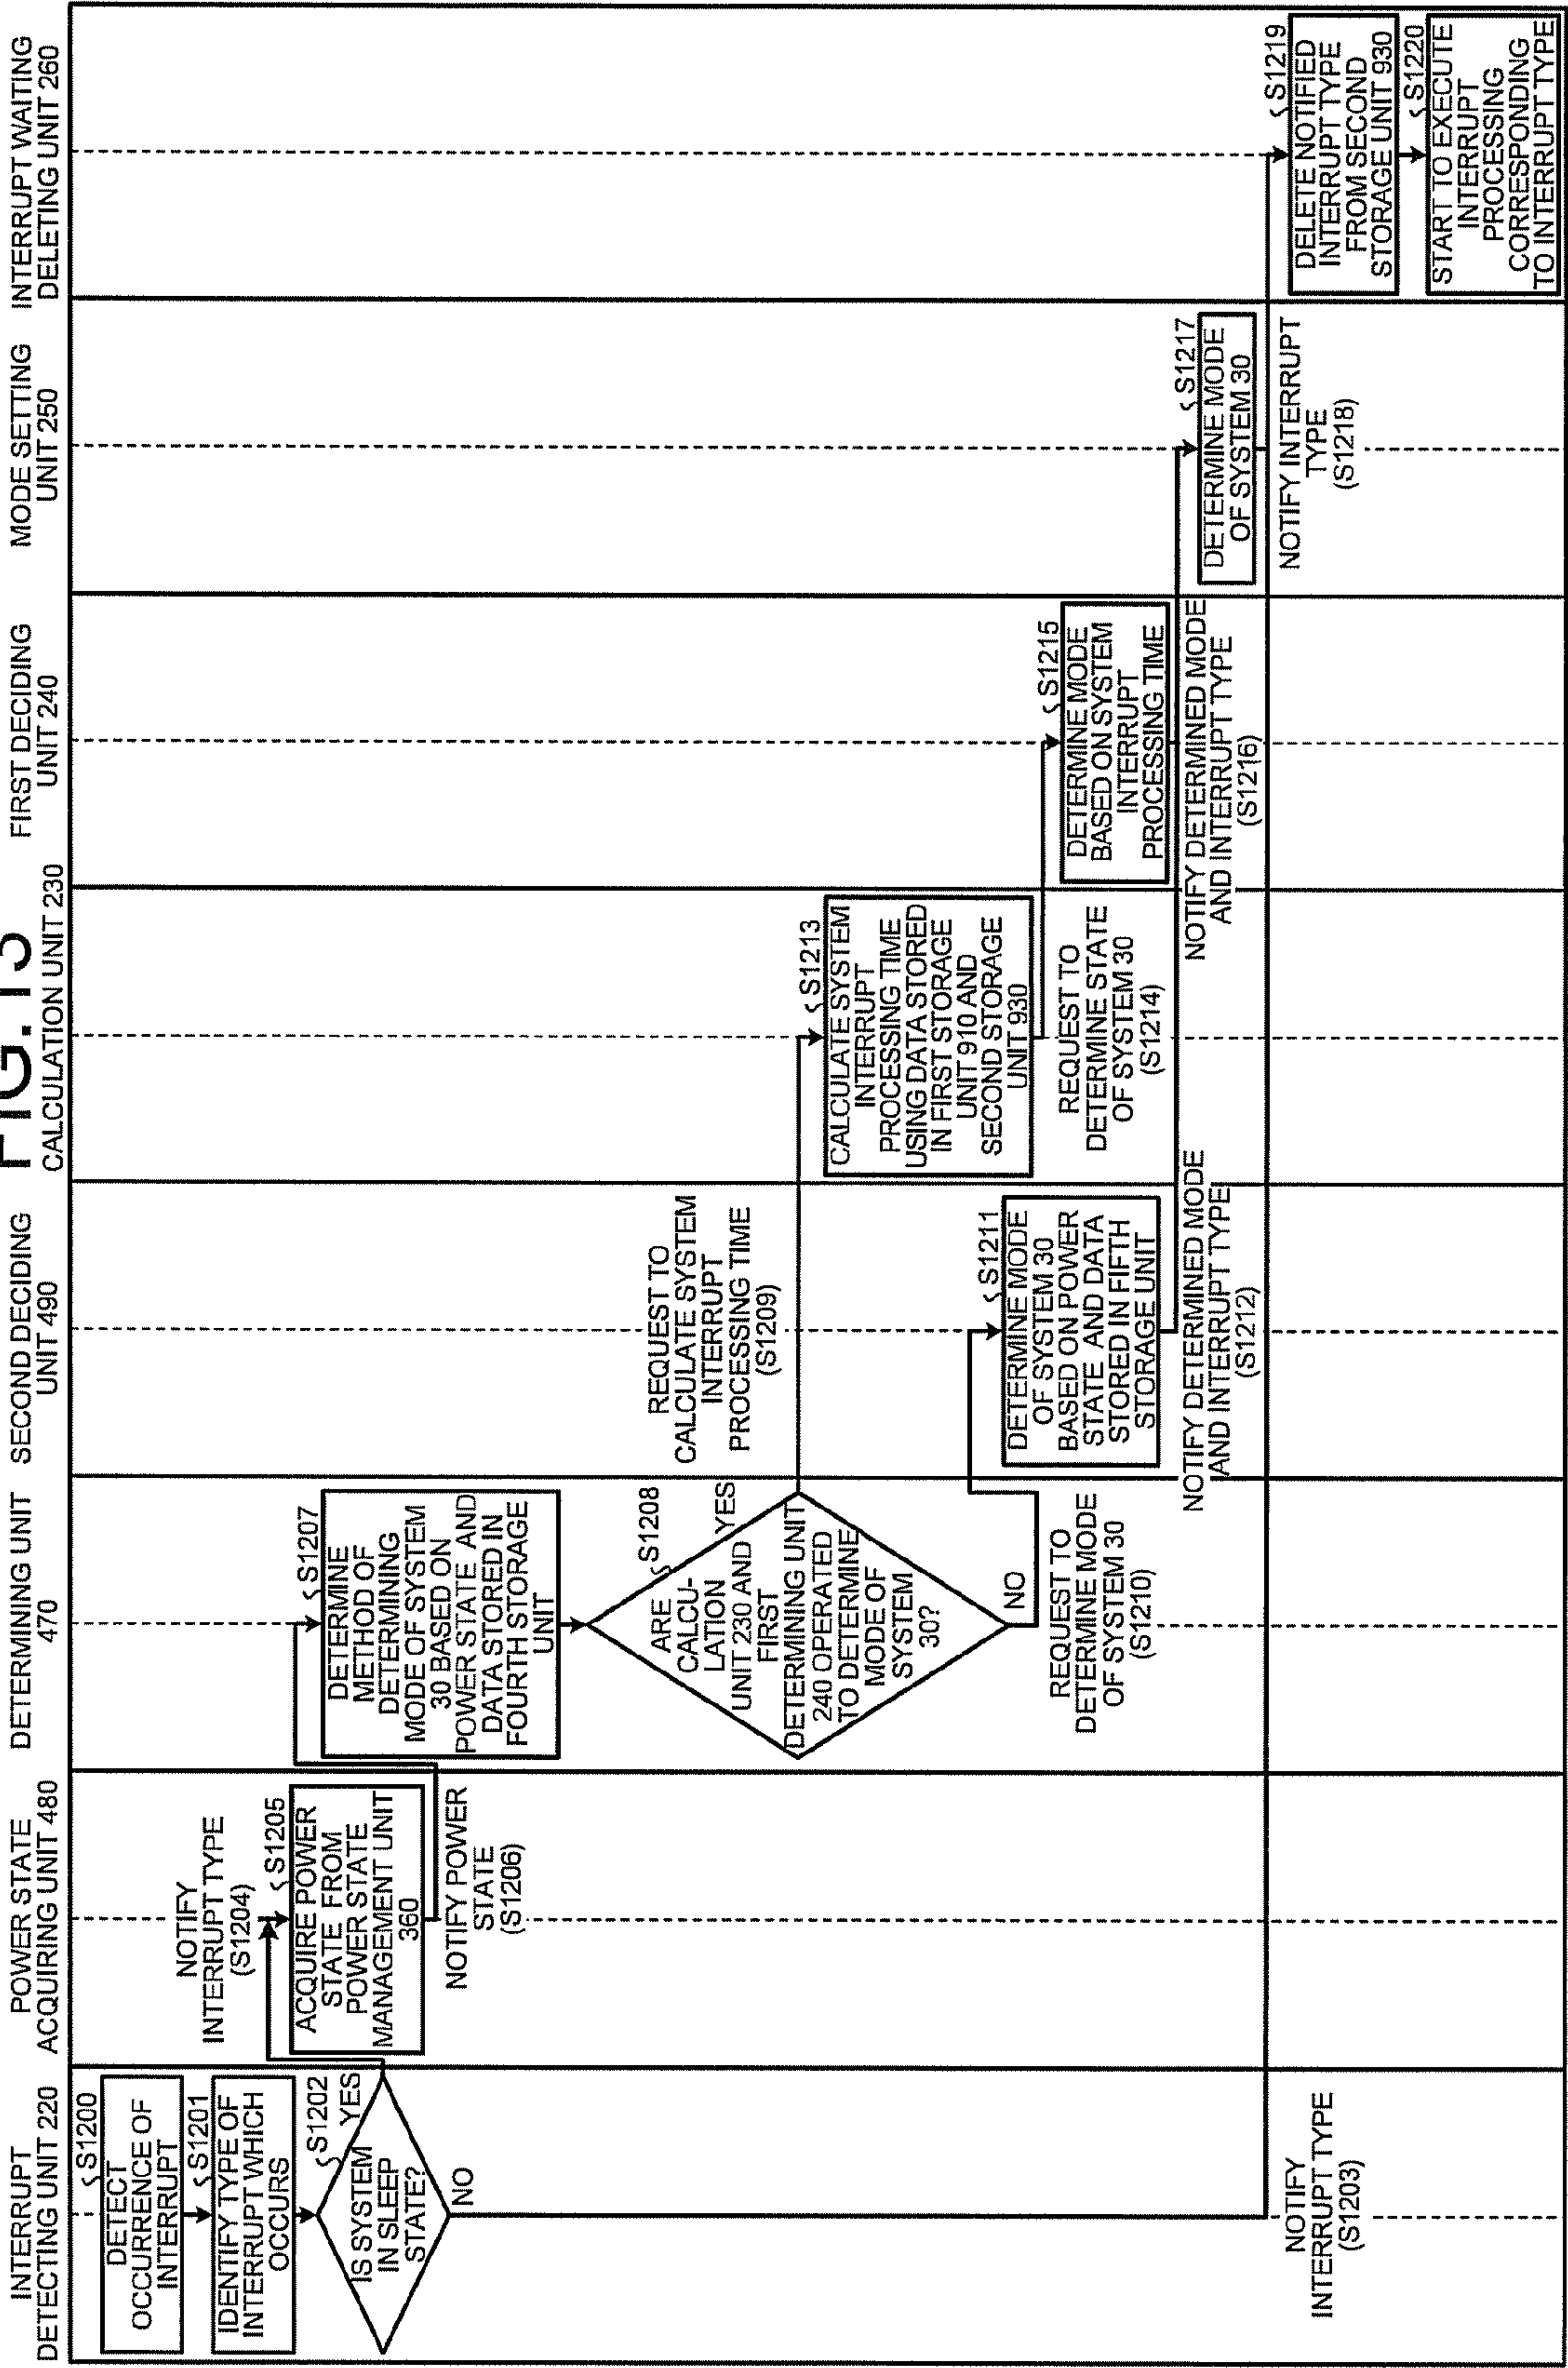 FIG.13
INTERRUPT
DETECTING UNIT 220
POWER STATE
ACQUIRING UNIT 480
DETERMINING UNIT
470
SECOND DECIDING
UNIT 490
CALCULATION UNIT 230
FIRST DECIDING
UNIT 240
MODE SETTING
UNIT 250
INTERRUPT WAITING
DELETING UNIT 260
S1200
DETECT
OCCURRENCE OF
INTERRUPT
S1201
IDENTIFY TYPE OF
INTERRUPT WHICH
OCCURS
S1202
IS SYSTEM
IN SLEEP
STATE?
YES
NO
NOTIFY
INTERRUPT TYPE
(S1203)
NOTIFY
INTERRUPT TYPE
(S1204)
S1205
ACQUIRE POWER
STATE FROM
POWER STATE
MANAGEMENT UNIT
360
NOTIFY POWER
STATE
(S1206)
S1207
DETERMINE
METHOD OF
DETERMINING
MODE OF SYSTEM
30 BASED ON
POWER STATE AND
DATA STORED IN
FOURTH STORAGE
UNIT
S1208
YES
ARE
CALCU-
LATION
UNIT 230 AND
FIRST
DETERMINING UNIT
240 OPERATED
TO DETERMINE
MODE OF
SYSTEM
30?
NO
REQUEST TO
DETERMINE MODE
OF SYSTEM 30
(S1210)
REQUEST TO
CALCULATE SYSTEM
INTERRUPT
PROCESSING TIME
(S1209)
S1211
DETERMINE MODE
OF SYSTEM 30
BASED ON POWER
STATE AND DATA
STORED IN FIFTH
STORAGE UNIT
NOTIFY DETERMINED MODE
AND INTERRUPT TYPE
(S1212)
S1213
CALCULATE SYSTEM
INTERRUPT
PROCESSING TIME
USING DATA STORED
IN FIRST STORAGE
UNIT 910 AND
SECOND STORAGE
UNIT 930
REQUEST TO
DETERMINE STATE
OF SYSTEM 30
(S1214)
S1215
DETERMINE MODE
BASED ON SYSTEM
INTERRUPT
PROCESSING TIME
NOTIFY DETERMINED MODE
AND INTERRUPT TYPE
(S1216)
S1217
DETERMINE MODE
OF SYSTEM 30
NOTIFY INTERRUPT
TYPE
(S1218)
S1219
DELETE NOTIFIED
INTERRUPT TYPE
FROM SECOND
STORAGE UNIT 930
S1220
START TO EXECUTE
INTERRUPT
PROCESSING
CORRESPONDING
TO INTERRUPT TYPE